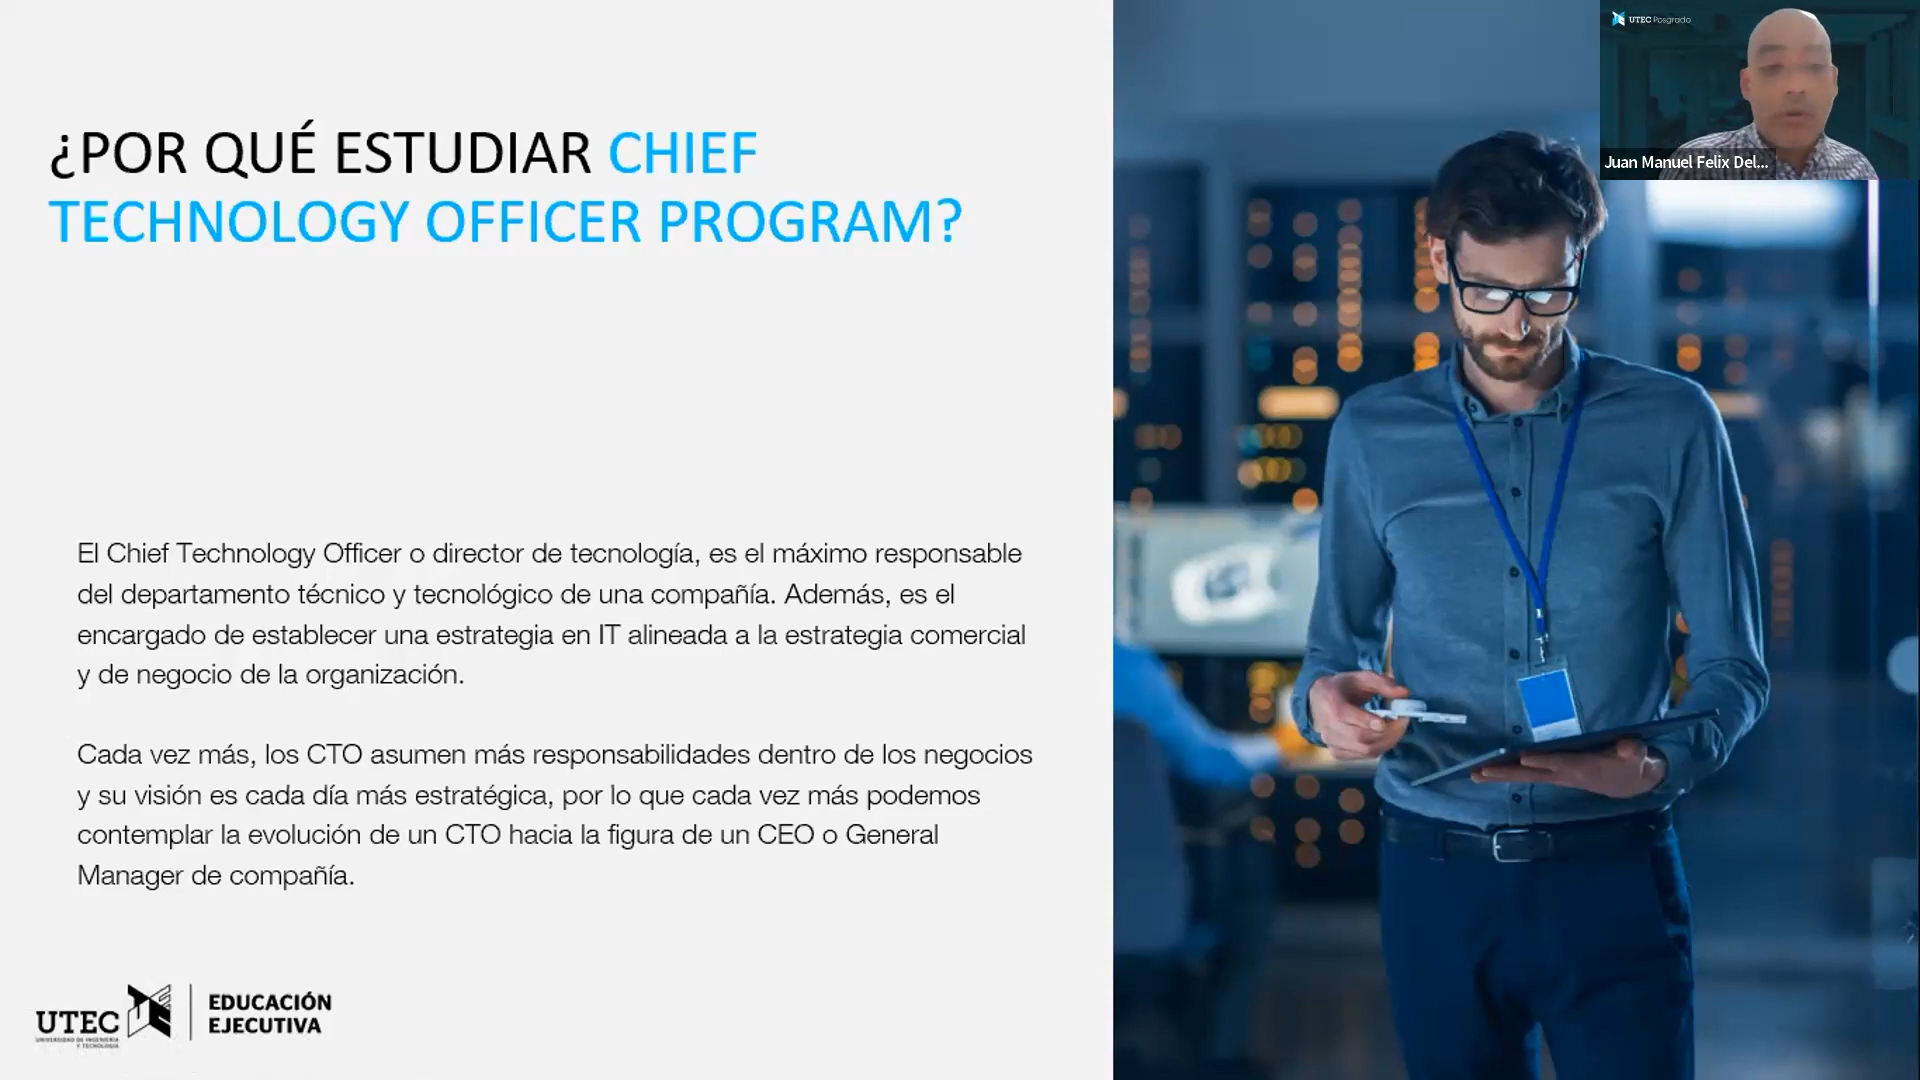 ¿POR QUÉ ESTUDIAR CHIEF
TECHNOLOGY OFFICER PROGRAM?
El Chief Technology Officer o director de tecnología, es el máximo responsable
del departamento técnico y tecnológico de una compañía. Además, es el
encargado de establecer una estrategia en IT alineada a la estrategia comercial
y de negocio de la organización.
Cada vez más, los CTO asumen más responsabilidades dentro de los negocios
y su visión es cada día más estratégica, por lo que cada vez más podemos
contemplar la evolución de un CTO hacia la figura de un CEO o General
Manager de compañía.
UTEC
UNIVERSIDAD DE INGENIERÍA
Y TECNOLOGÍA
EDUCACIÓN
EJECUTIVA
UTEC Posgrado
Juan Manuel Felix Del...